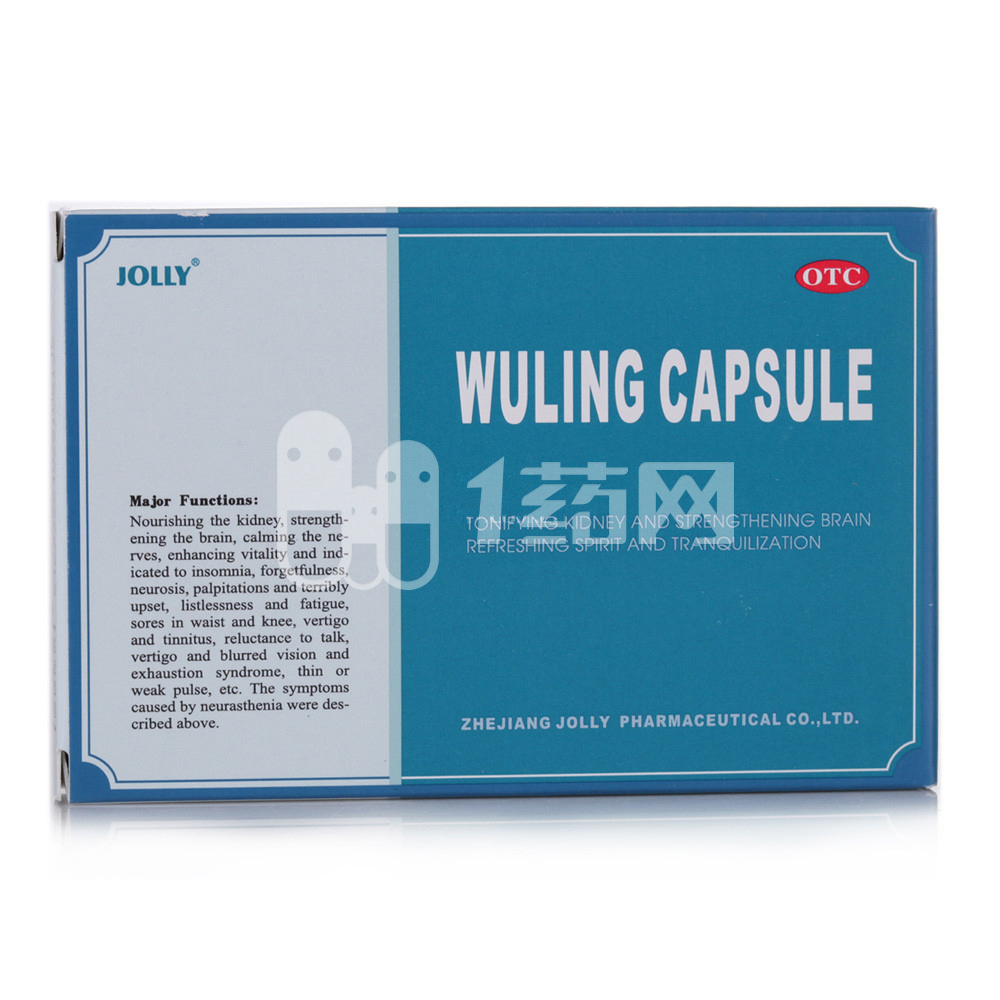 JOLLY®
OTC
WULING CAPSULE
1药网
TONIFYING KIDNEY AND STRENGTHENING BRAIN
REFRESHING SPIRIT AND TRANQUILIZATION
Major Functions:
Nourishing the kidney, strength-
ening the brain, calming the ne-
rves, enhancing vitality and ind-
icated to insomnia, forgetfulness,
neurosis, palpitations and terribly
upset, listlessness and fatigue,
sores in waist and knee, vertigo
and tinnitus, reluctance to talk,
vertigo and blurred vision and
exhaustion syndrome, thin or
weak pulse, etc. The symptoms
caused by neurasthenia were des-
cribed above.
ZHEJIANG JOLLY PHARMACEUTICAL CO.,LTD.